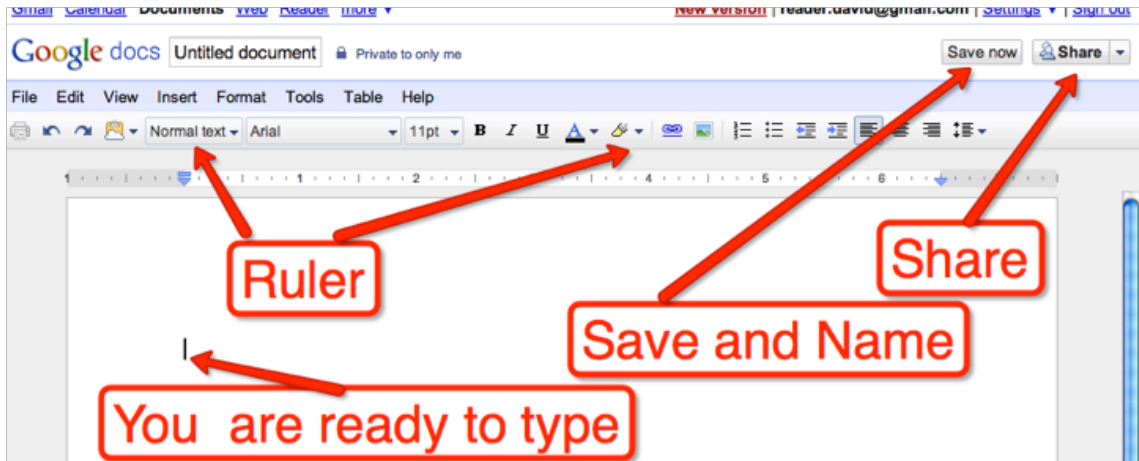 Gmail Calendar Documents Web Reader more ▼ New Version | reader.david@gmail.com | Settings ▼ | Sign out
Google docs Untitled document Private to only me Save now Share
File Edit View Insert Format Tools Table Help
Normal text Arial 11pt B I U A
1 1 2 4 5 6
Ruler
Share
Save and Name
You are ready to type